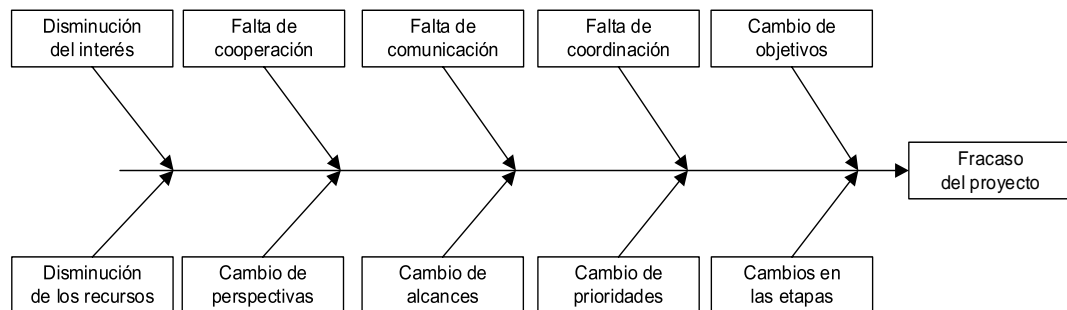 Disminución
del interés
Falta de
cooperación
Falta de
comunicación
Falta de
coordinación
Cambio de
objetivos
Fracaso
del proyecto
Disminución
de los recursos
Cambio de
perspectivas
Cambio de
alcances
Cambio de
prioridades
Cambios en
las etapas